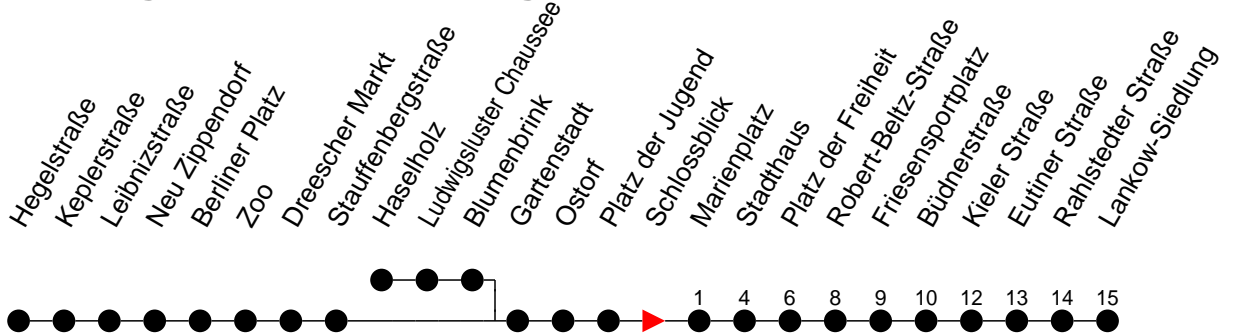 Hegelstraße
Keplerstraße
Leibnizstraße
Neu Zippendorf
Berliner Platz
Zoo
Dreescher Markt
Stauffenbergstraße
Haselholz
Ludwigsluster Chaussee
Blumenbrink
Gartenstadt
Ostorf
Platz der Jugend
Schlossblick
Marienplatz
Stadthaus
Platz der Freiheit
Robert-Beltz-Straße
Friesensportplatz
Büdnerstraße
Kieler Straße
Eutiner Straße
Rahlstedter Straße
Lankow-Siedlung
1 4 6 8 9 10 12 13 14 15